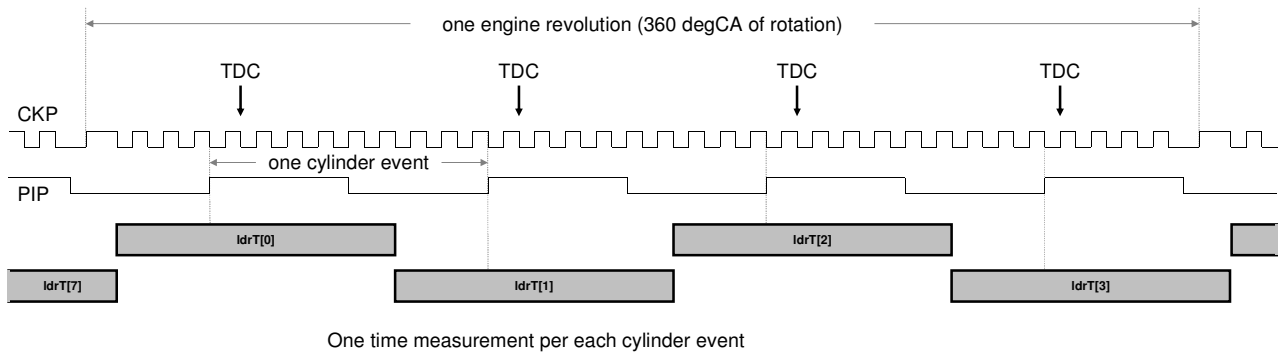 one engine revolution (360 degCA of rotation)
TDC TDC TDC TDC
CKP
one cylinder event
PIP
ldrT[0] ldrT[2]
ldrT[7] ldrT[1] ldrT[3]
One time measurement per each cylinder event